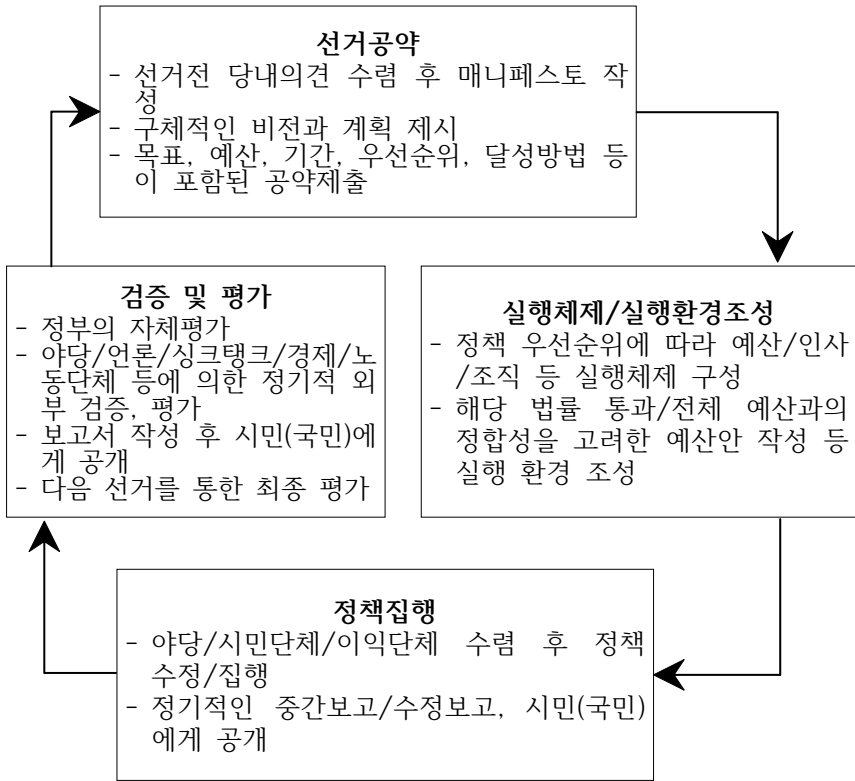 선거공약
- 선거전 당내의견 수렴 후 매니페스토 작
성
- 구체적인 비전과 계획 제시
- 목표, 예산, 기간, 우선순위, 달성방법 등
이 포함된 공약제출
검증 및 평가
- 정부의 자체평가
- 야당/언론/싱크탱크/경제/노
동단체 등에 의한 정기적 외
부 검증, 평가
- 보고서 작성 후 시민(국민)에
게 공개
- 다음 선거를 통한 최종 평가
실행체제/실행환경조성
- 정책 우선순위에 따라 예산/인사
/조직 등 실행체제 구성
- 해당 법률 통과/전체 예산과의
정합성을 고려한 예산안 작성 등
실행 환경 조성
정책집행
- 야당/시민단체/이익단체 수렴 후 정책
수정/집행
- 정기적인 중간보고/수정보고, 시민(국민)
에게 공개